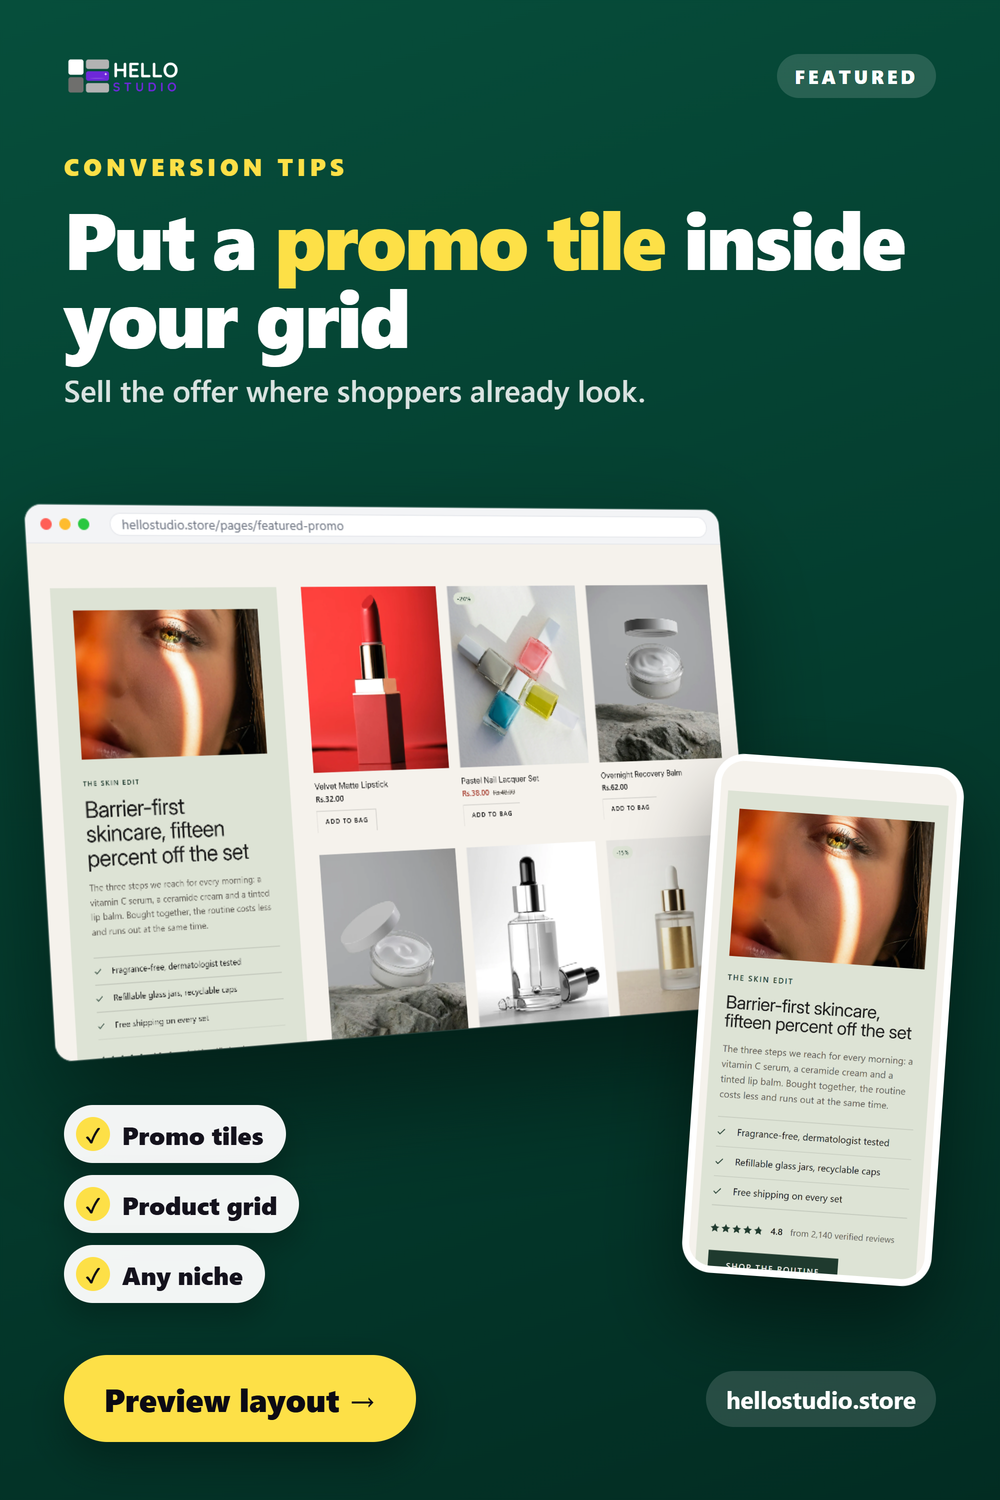 HELLO
STUDIO
FEATURED
CONVERSION TIPS
Put a promo tile inside
your grid
Sell the offer where shoppers already look.
hellostudio.store/pages/featured-promo
THE SKIN EDIT
Barrier-first
skincare, fifteen
percent off the set
The three steps we reach for every morning: a
vitamin C serum, a ceramide cream and a tinted
lip balm. Bought together, the routine costs less
and runs out at the same time.
✓ Fragrance-free, dermatologist tested
✓ Refillable glass jars, recyclable caps
✓ Free shipping on every set
Velvet Matte Lipstick
Rs.32.00
ADD TO BAG
-20%
Pastel Nail Lacquer Set
Rs.38.00 Rs.48.00
ADD TO BAG
Overnight Recovery Balm
Rs.62.00
ADD TO BAG
-15%
THE SKIN EDIT
Barrier-first skincare,
fifteen percent off the set
The three steps we reach for every morning: a
vitamin C serum, a ceramide cream and a
tinted lip balm. Bought together, the routine
costs less and runs out at the same time.
✓ Fragrance-free, dermatologist tested
✓ Refillable glass jars, recyclable caps
✓ Free shipping on every set
★★★★★ 4.8 from 2,140 verified reviews
SHOP THE ROUTINE
✓ Promo tiles
✓ Product grid
✓ Any niche
Preview layout →
hellostudio.store